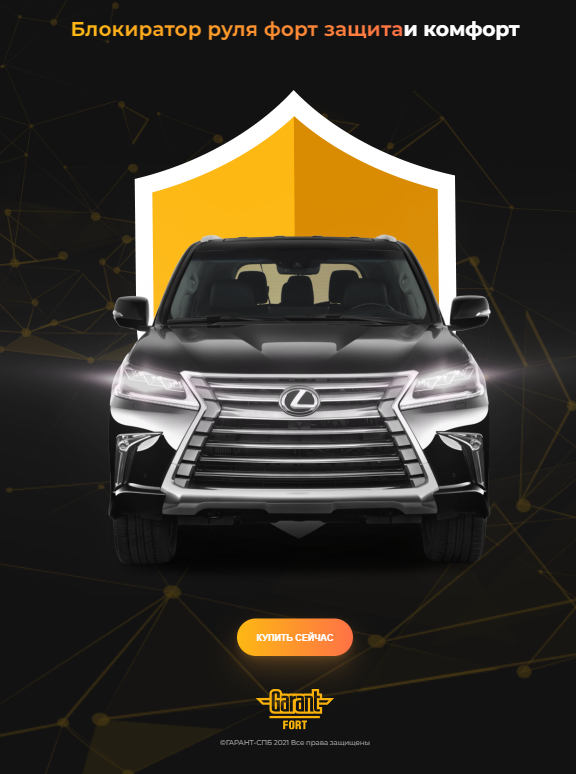 Блокиратор руля форт защитаи комфорт
КУПИТЬ СЕЙЧАС
Garant
FORT
©ГАРАНТ-СПБ 2021 Все права защищены